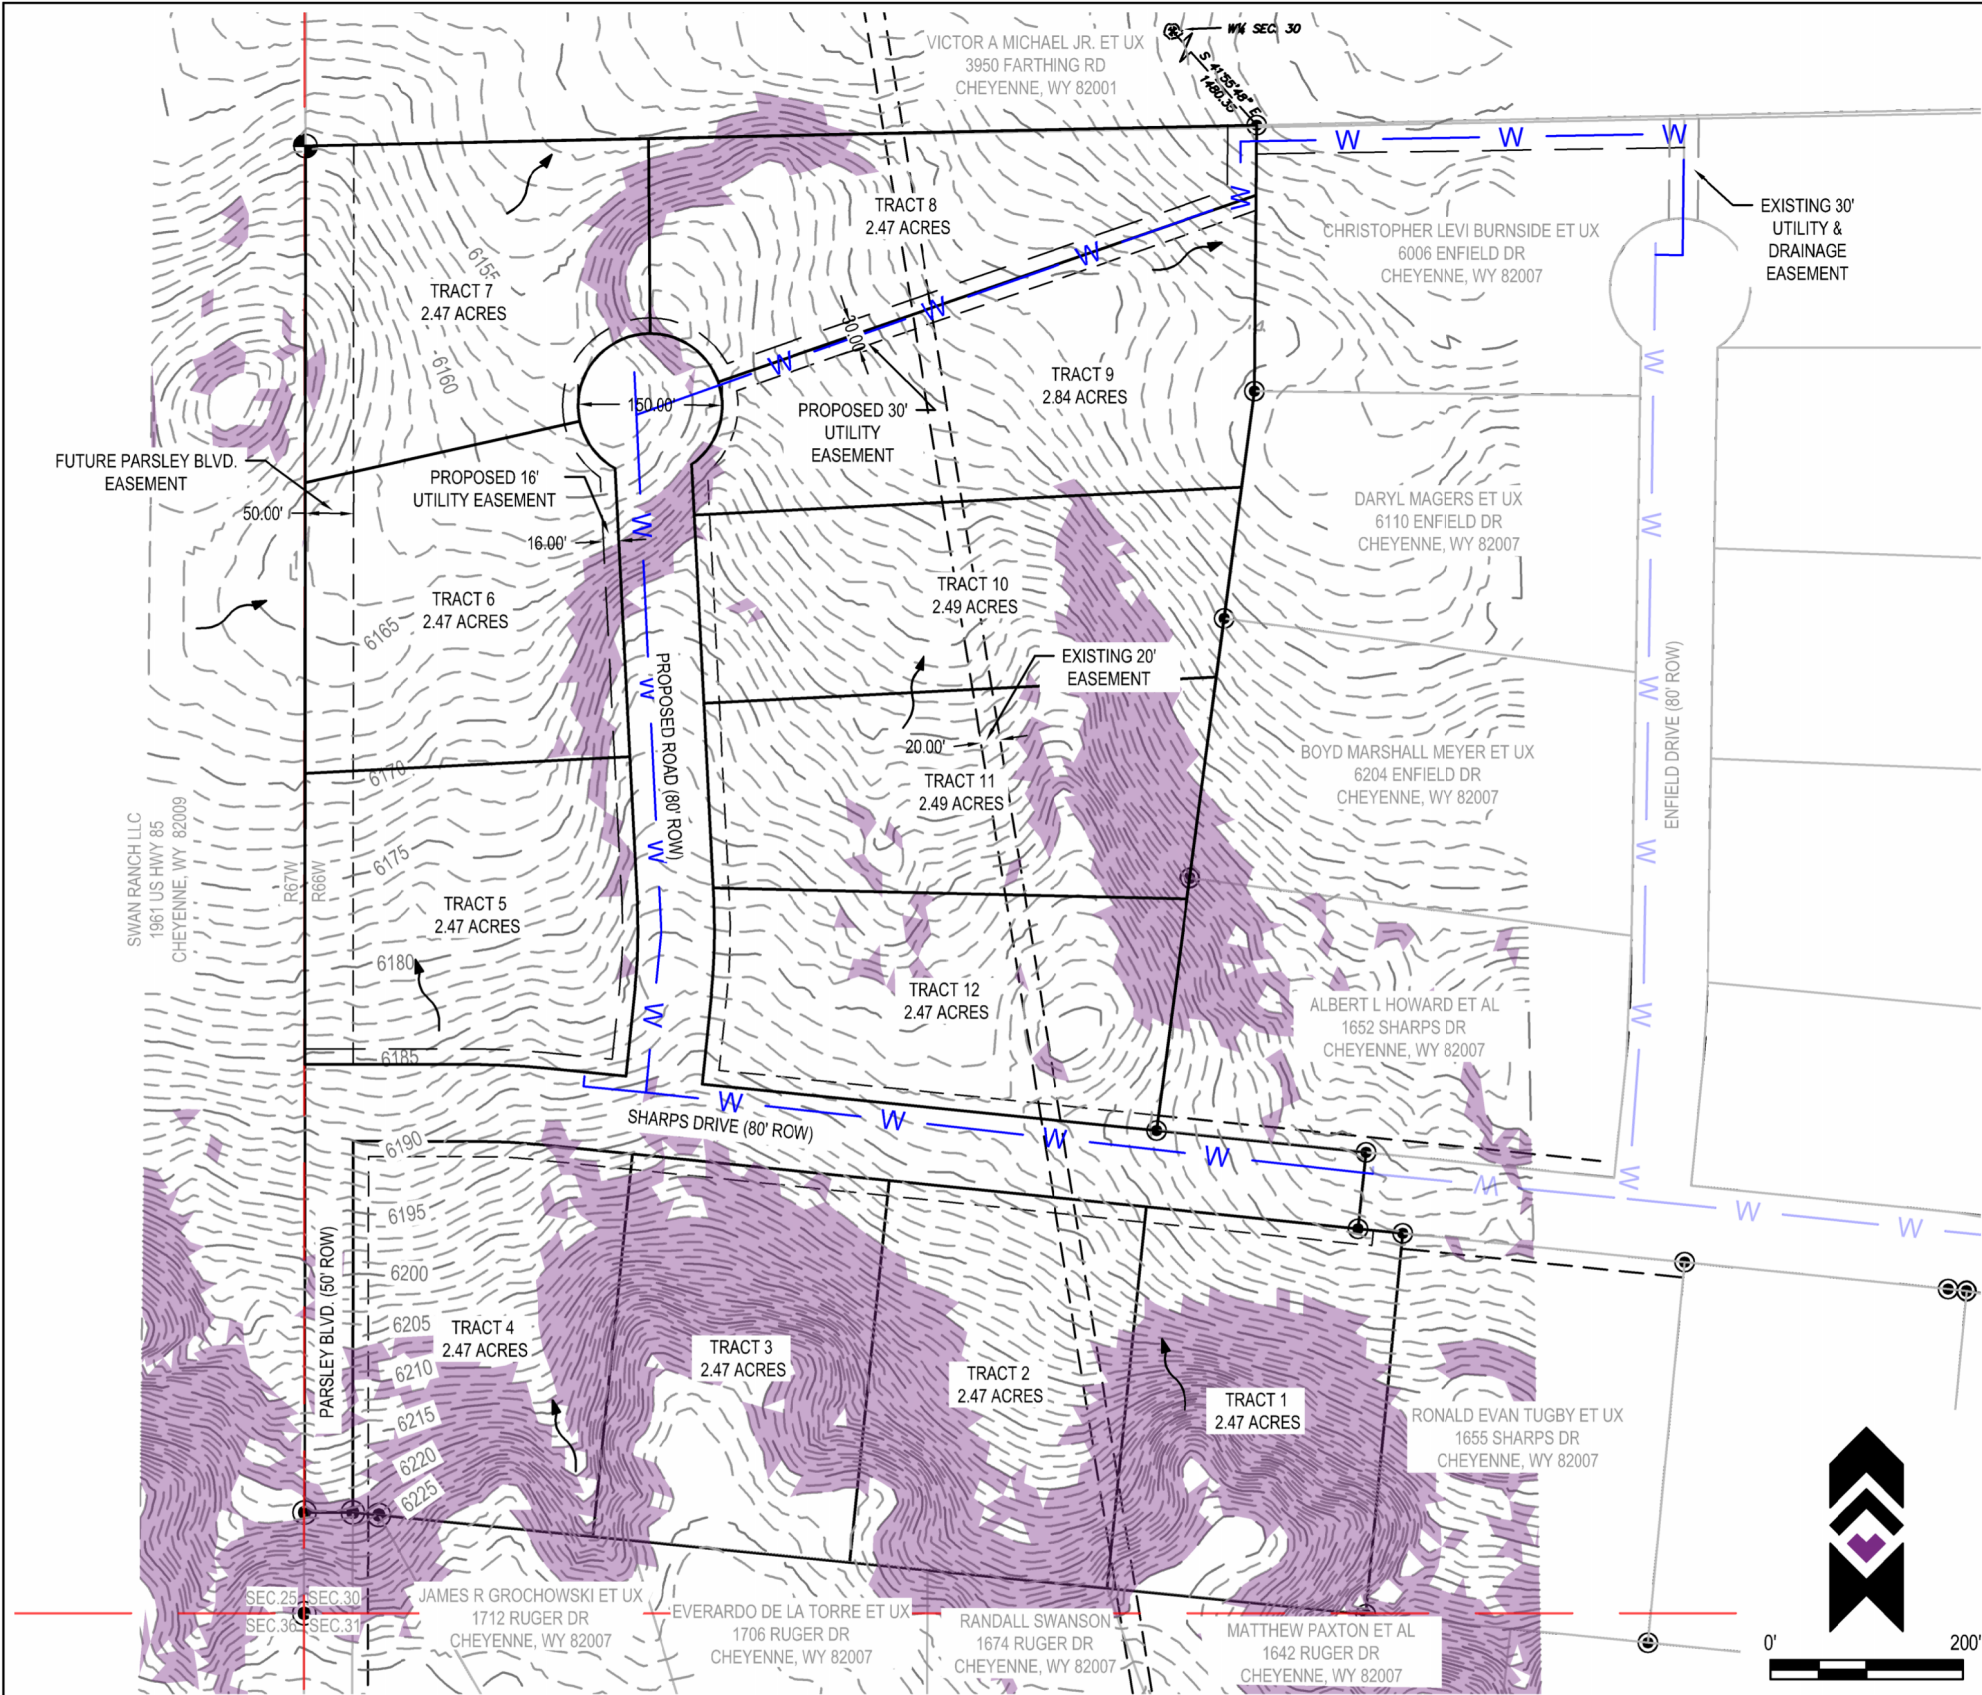 W¼ SEC. 30
S 41°55'48" E
1480.35'
VICTOR A MICHAEL JR. ET UX
3950 FARTHING RD
CHEYENNE, WY 82001
W
W
W
EXISTING 30'
UTILITY &
DRAINAGE
EASEMENT
TRACT 8
2.47 ACRES
W
CHRISTOPHER LEVI BURNSIDE ET UX
6006 ENFIELD DR
CHEYENNE, WY 82007
6155
TRACT 7
2.47 ACRES
W
W
W
30.00'
6160
TRACT 9
2.84 ACRES
W
150.00'
PROPOSED 30'
UTILITY
EASEMENT
FUTURE PARSLEY BLVD.
EASEMENT
50.00'
PROPOSED 16'
UTILITY EASEMENT
16.00'
W
DARYL MAGERS ET UX
6110 ENFIELD DR
CHEYENNE, WY 82007
W
TRACT 10
2.49 ACRES
TRACT 6
2.47 ACRES
6165
EXISTING 20'
EASEMENT
W
PROPOSED ROAD (80' ROW)
W
ENFIELD DRIVE (80' ROW)
20.00'
TRACT 11
2.49 ACRES
BOYD MARSHALL MEYER ET UX
6204 ENFIELD DR
CHEYENNE, WY 82007
6170
SWAN RANCH LLC
1961 US HWY 85
CHEYENNE, WY 82009
R67W
R66W
6175
W
W
TRACT 5
2.47 ACRES
6180
TRACT 12
2.47 ACRES
W
ALBERT L HOWARD ET AL
1652 SHARPS DR
CHEYENNE, WY 82007
W
6185
W
W
W
W
SHARPS DRIVE (80' ROW)
W
W
W
W
6190
6195
6200
6205
6210
6215
6220
6225
PARSLEY BLVD. (50' ROW)
TRACT 4
2.47 ACRES
TRACT 3
2.47 ACRES
TRACT 2
2.47 ACRES
TRACT 1
2.47 ACRES
RONALD EVAN TUGBY ET UX
1655 SHARPS DR
CHEYENNE, WY 82007
SEC.25
SEC.30
SEC.36
SEC.31
JAMES R GROCHOWSKI ET UX
1712 RUGER DR
CHEYENNE, WY 82007
EVERARDO DE LA TORRE ET UX
1706 RUGER DR
CHEYENNE, WY 82007
RANDALL SWANSON
1674 RUGER DR
CHEYENNE, WY 82007
MATTHEW PAXTON ET AL
1642 RUGER DR
CHEYENNE, WY 82007
0'
200'